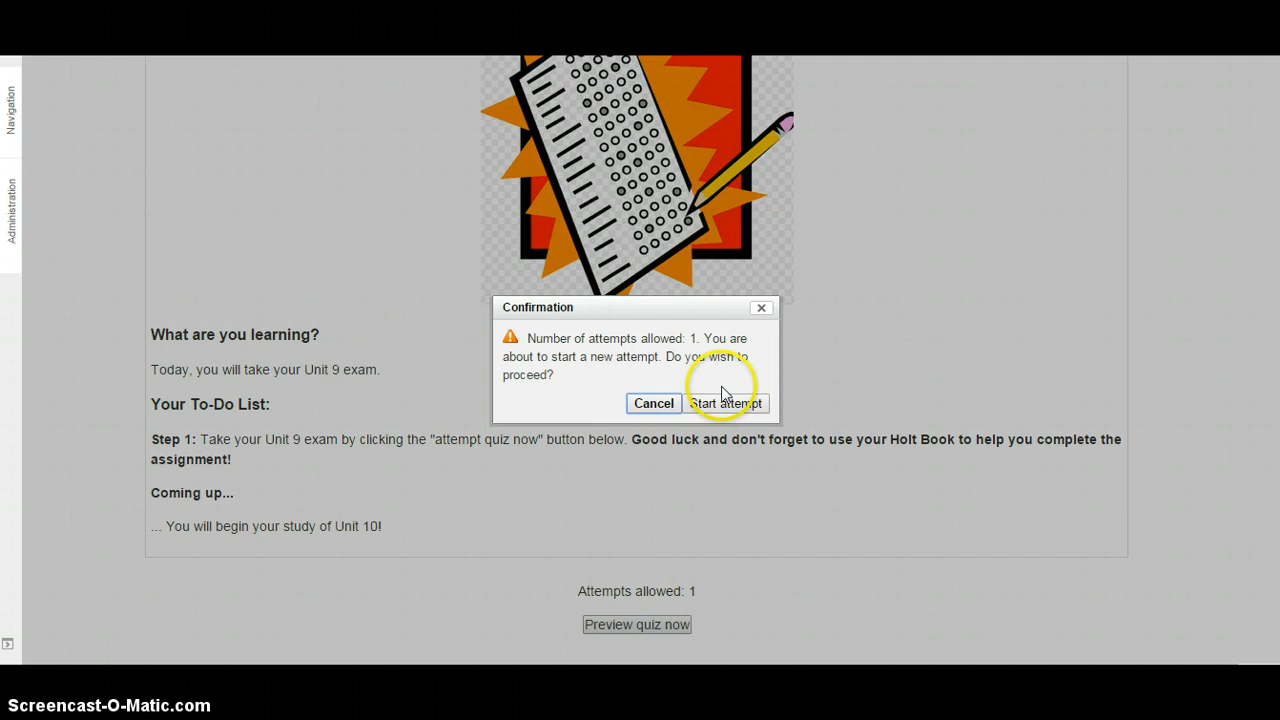 Navigation
Administration
Confirmation
Number of attempts allowed: 1. You are
about to start a new attempt. Do you wish to
proceed?
Cancel
Start attempt
What are you learning?
Today, you will take your Unit 9 exam.
Your To-Do List:
Step 1: Take your Unit 9 exam by clicking the "attempt quiz now" button below. Good luck and don't forget to use your Holt Book to help you complete the
assignment!
Coming up...
... You will begin your study of Unit 10!
Attempts allowed: 1
Preview quiz now
Screencast-O-Matic.com